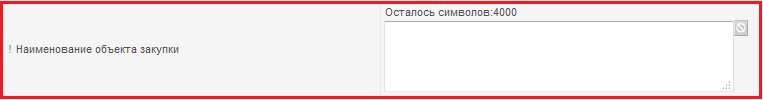 Осталось символов:4000
! Наименование объекта закупки